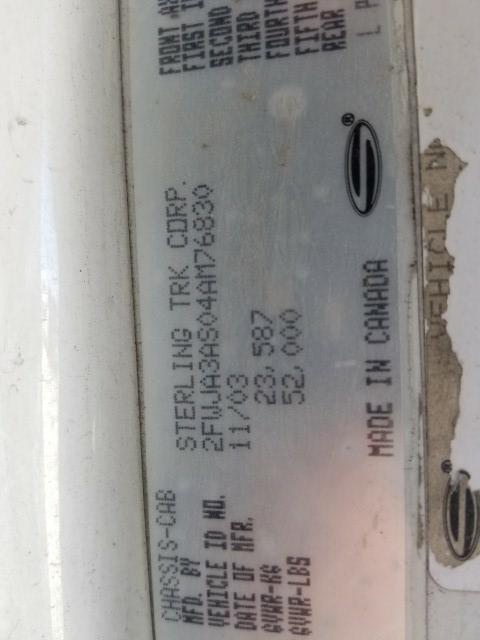 CHASSIS-CAB
MFD. BY STERLING TRK CORP.
VEHICLE ID NO. 2FWJA3AS04AM76830
DATE OF MFR. 11/03
GVWR-KG 23,587
GVWR-LBS 52,000
MADE IN CANADA
®
FRONT
FIRST
SECOND
THIRD
FOURTH
FIFTH
REAR
L
VEHICLE
®